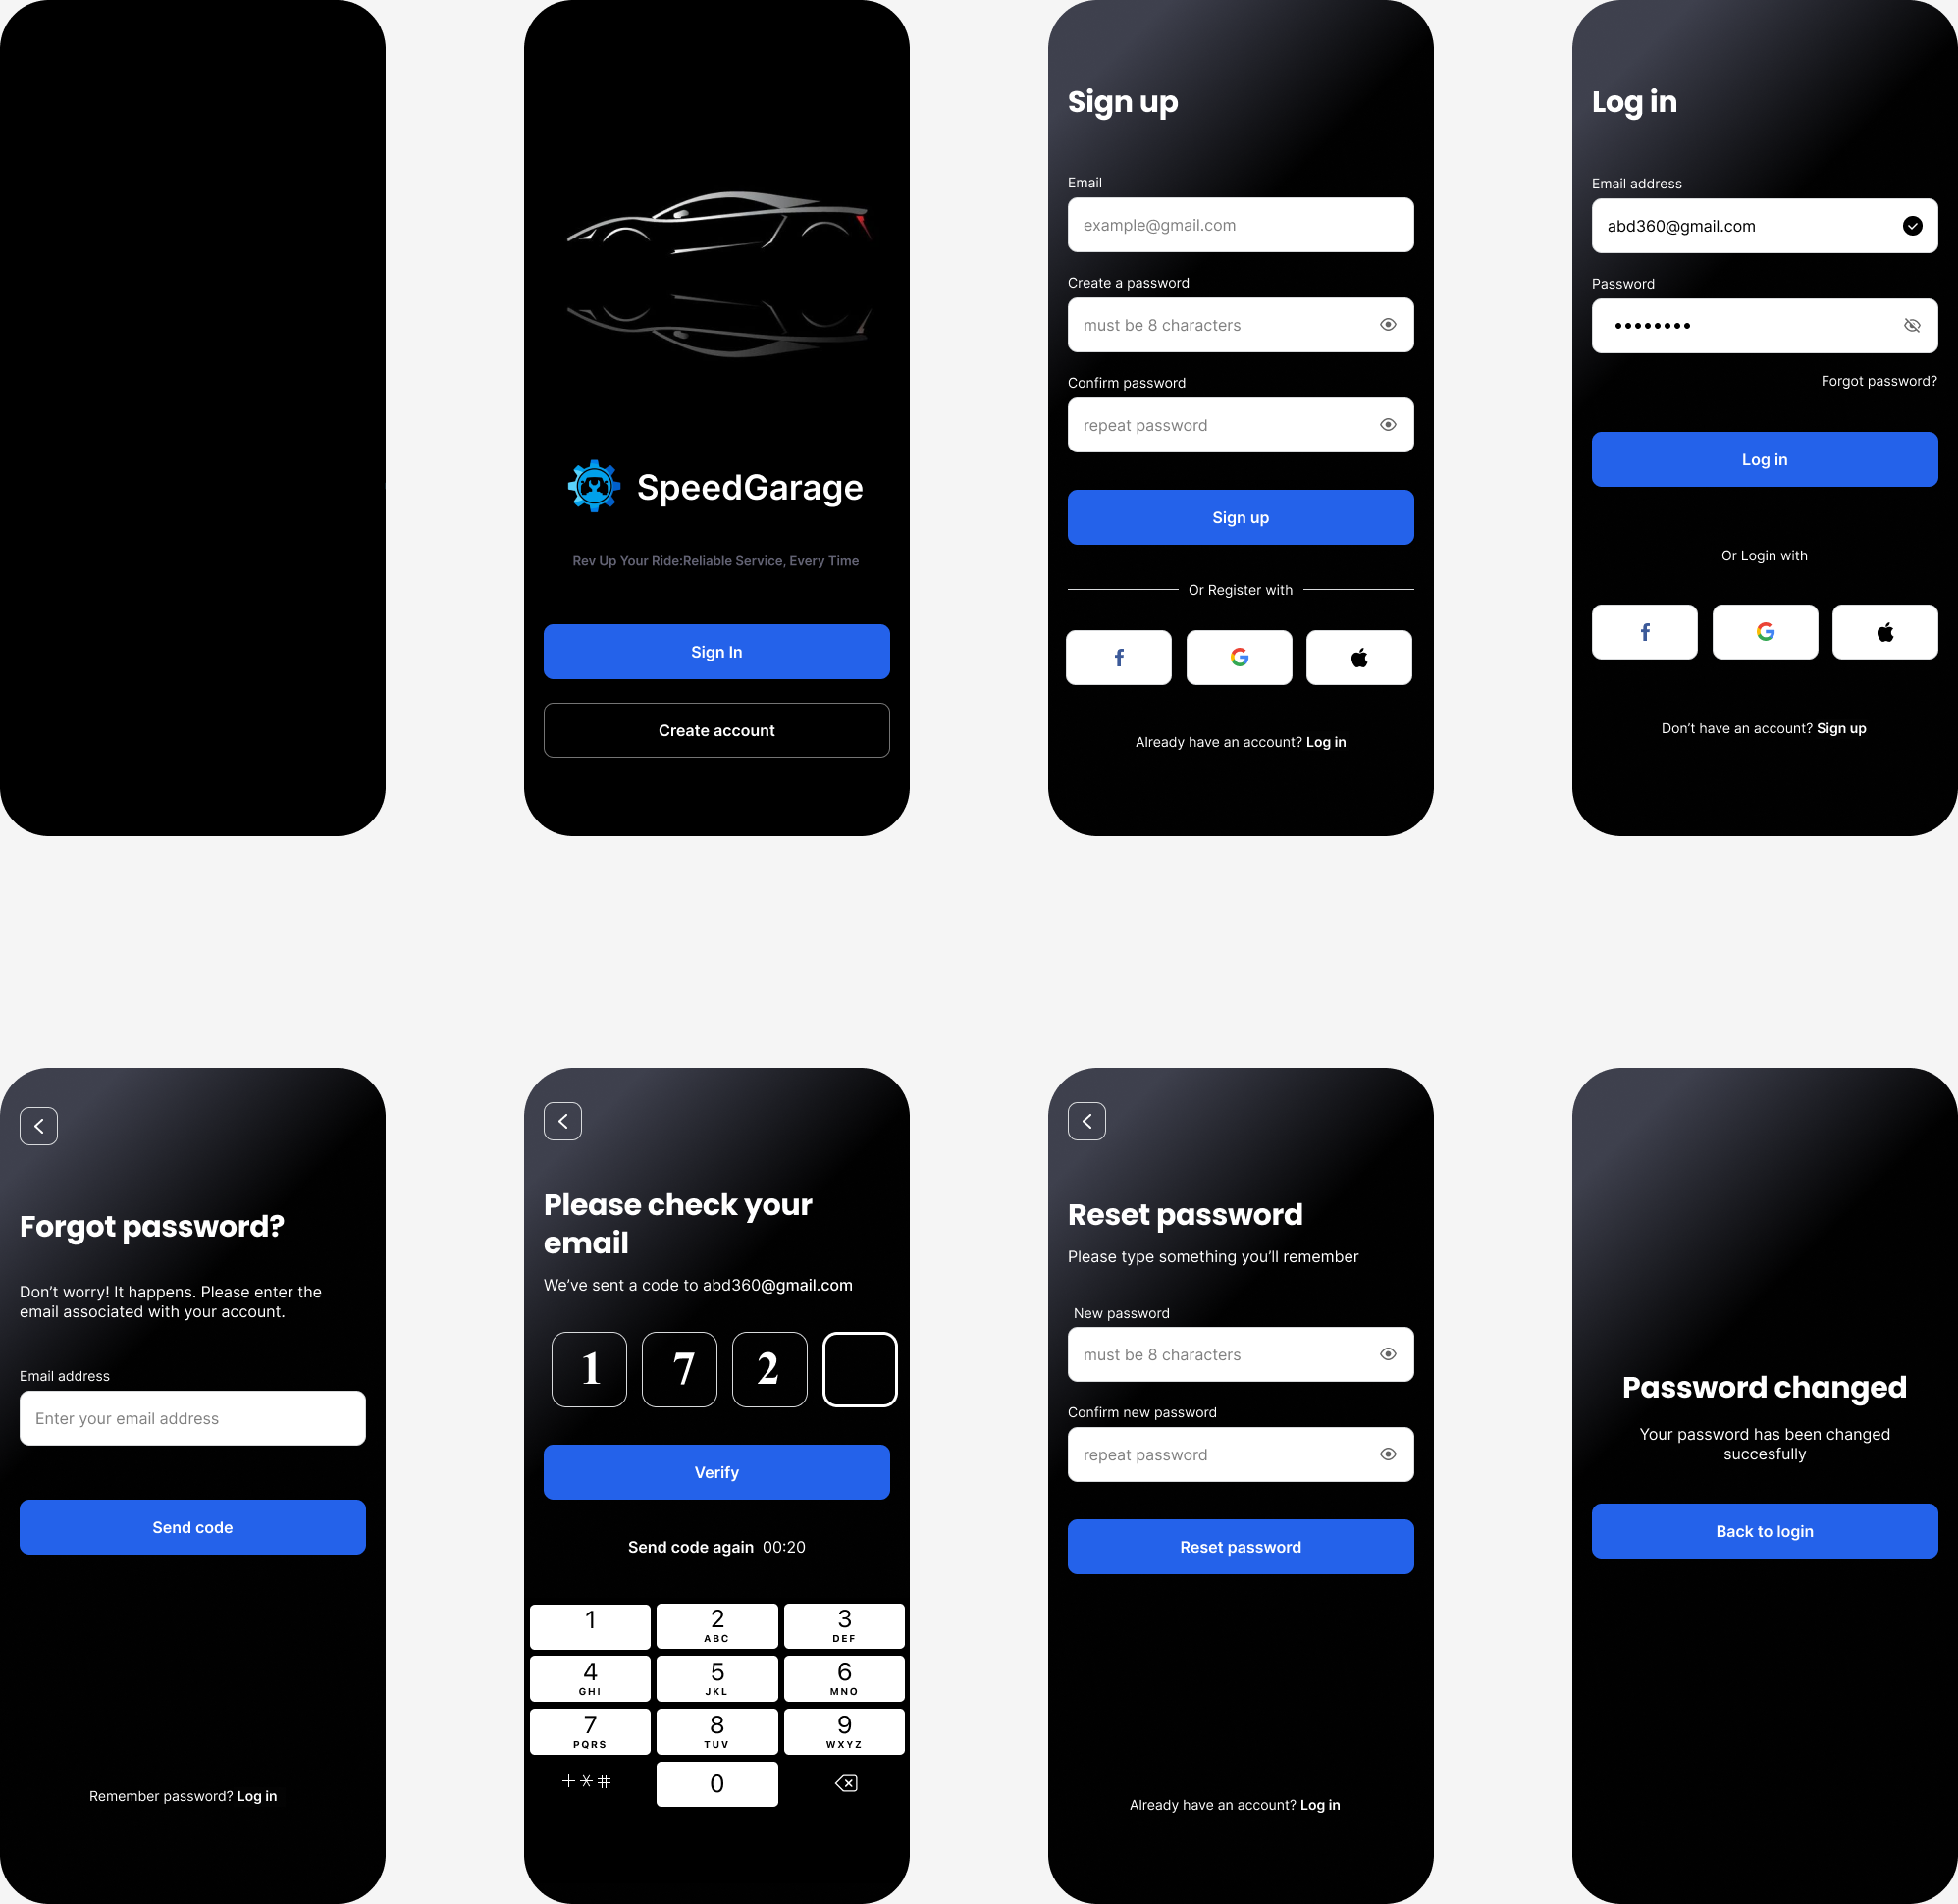 SpeedGarage
Rev Up Your Ride:Reliable Service, Every Time
Sign In
Create account
Sign up
Email
example@gmail.com
Create a password
must be 8 characters
Confirm password
repeat password
Sign up
Or Register with
Already have an account? Log in
Log in
Email address
abd360@gmail.com
Password
Forgot password?
Log in
Or Login with
Don’t have an account? Sign up
Forgot password?
Don’t worry! It happens. Please enter the
email associated with your account.
Email address
Enter your email address
Send code
Remember password? Log in
Please check your
email
We’ve sent a code to abd360@gmail.com
1 7 2
Verify
Send code again 00:20
1 2 3
ABC DEF
4 5 6
GHI JKL MNO
7 8 9
PQRS TUV WXYZ
+ * # 0
Reset password
Please type something you’ll remember
New password
must be 8 characters
Confirm new password
repeat password
Reset password
Already have an account? Log in
Password changed
Your password has been changed
succesfully
Back to login